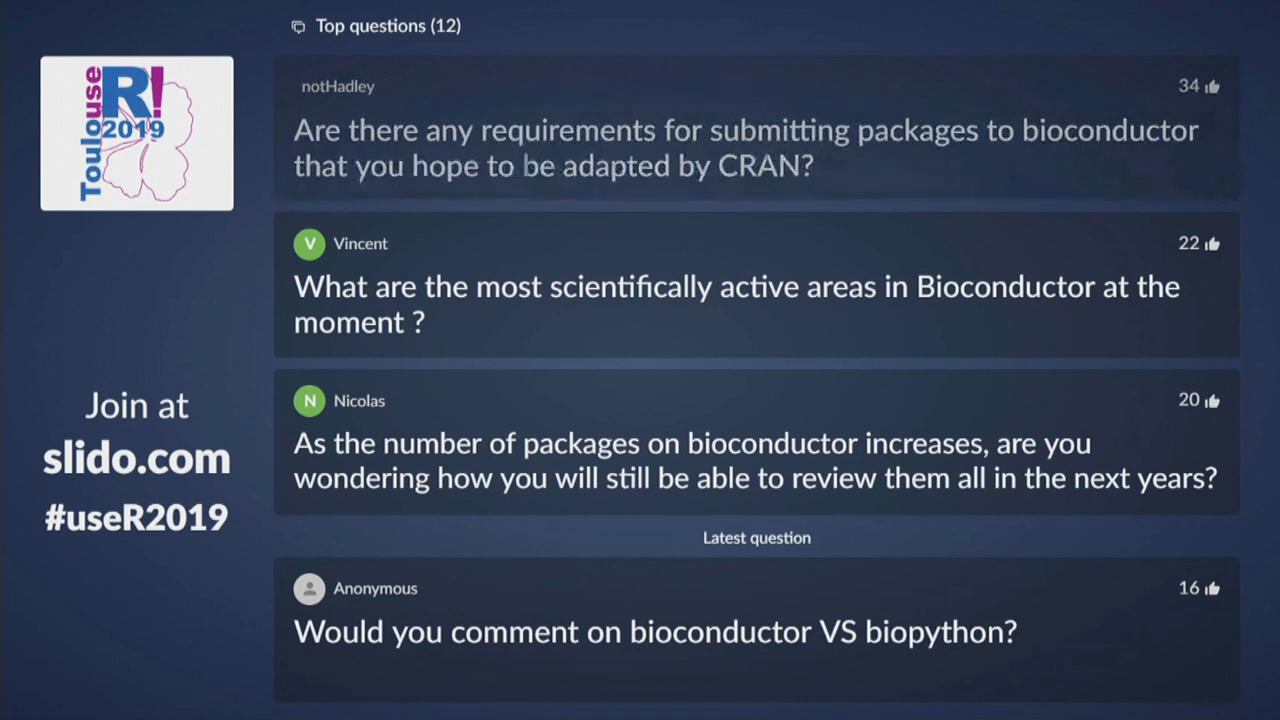 Top questions (12)
Toulouse
R!
2019
notHadley
34
Are there any requirements for submitting packages to bioconductor
that you hope to be adapted by CRAN?
V
Vincent
22
What are the most scientifically active areas in Bioconductor at the
moment ?
N
Nicolas
20
As the number of packages on bioconductor increases, are you
wondering how you will still be able to review them all in the next years?
Join at
slido.com
#useR2019
Latest question
Anonymous
16
Would you comment on bioconductor VS biopython?